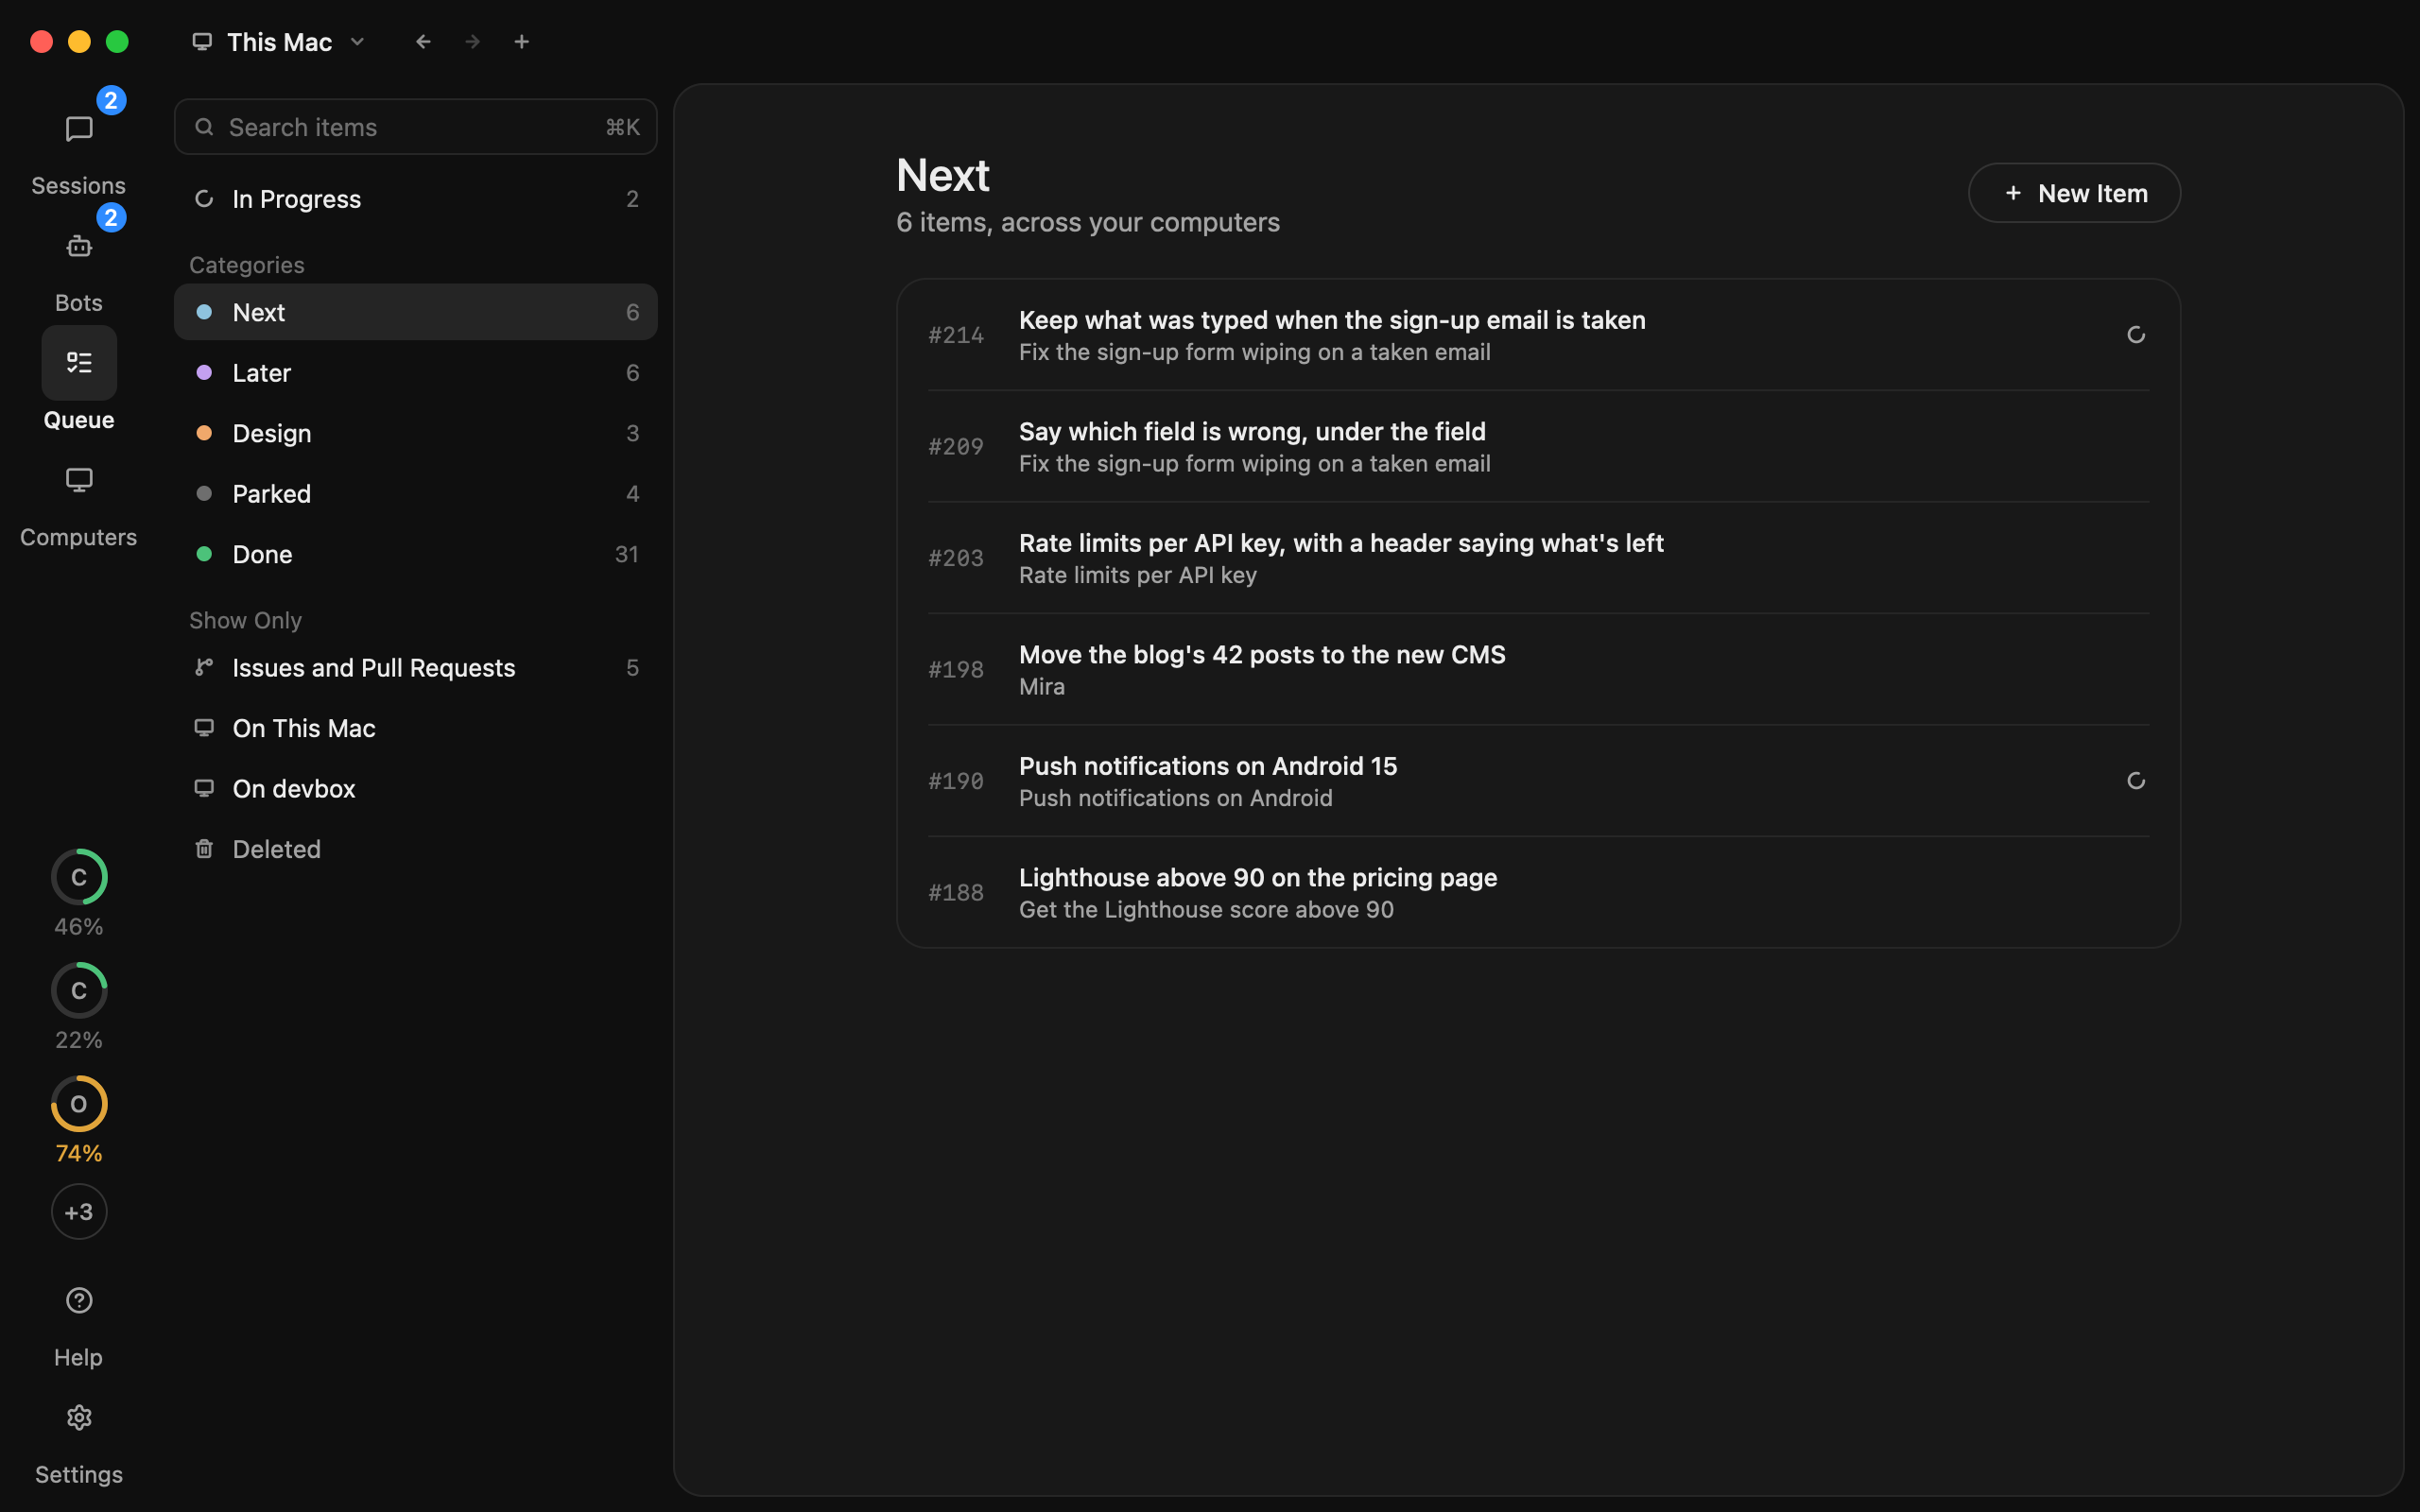 This Mac
2
Sessions
2
Bots
Queue
Computers
C
46%
C
22%
O
74%
+3
Help
Settings
Search items ⌘K
In Progress 2
Categories
Next 6
Later 6
Design 3
Parked 4
Done 31
Show Only
Issues and Pull Requests 5
On This Mac
On devbox
Deleted
Next
6 items, across your computers
+ New Item
#214 Keep what was typed when the sign-up email is taken
Fix the sign-up form wiping on a taken email
#209 Say which field is wrong, under the field
Fix the sign-up form wiping on a taken email
#203 Rate limits per API key, with a header saying what's left
Rate limits per API key
#198 Move the blog's 42 posts to the new CMS
Mira
#190 Push notifications on Android 15
Push notifications on Android
#188 Lighthouse above 90 on the pricing page
Get the Lighthouse score above 90